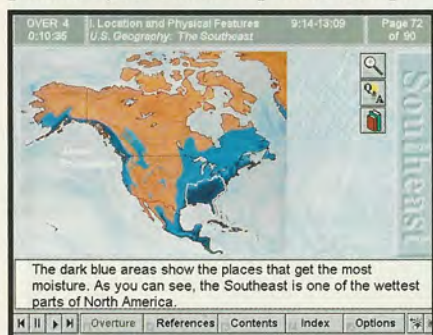 OVER 4
I. Location and Physical Features
9:14-13:09
Page 72
0:10:35
U.S. Geography: The Southeast
of 90
Q&A
Southeast
The dark blue areas show the places that get the most
moisture. As you can see, the Southeast is one of the wettest
parts of North America.
Overture
References
Contents
Index
Options